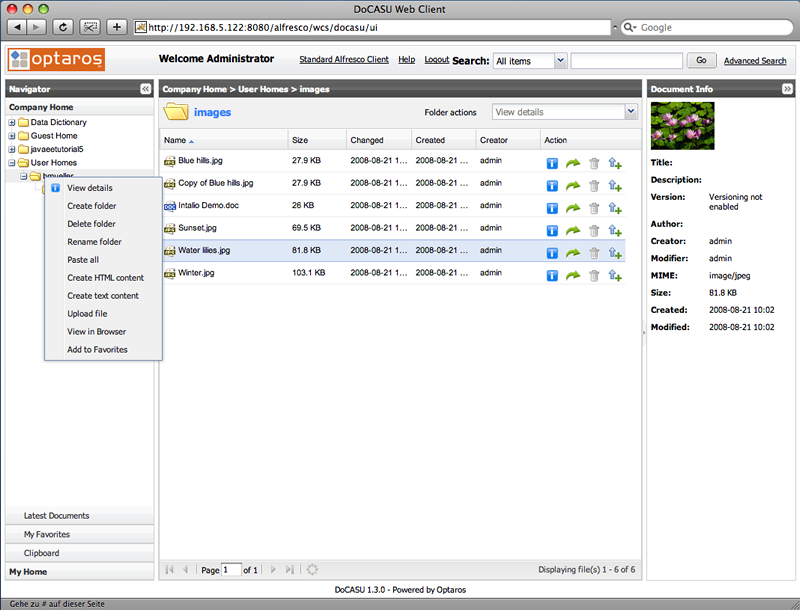 DoCASU Web Client
http://192.168.5.122:8080/alfresco/wcs/docasu/ui
Google
optaros
Welcome Administrator
Standard Alfresco Client Help Logout Search: All items Go Advanced Search
Navigator
Company Home
Data Dictionary
Guest Home
javaeetutorial5
User Homes
hmueller
View details
Create folder
Delete folder
Rename folder
Paste all
Create HTML content
Create text content
Upload file
View in Browser
Add to Favorites
Latest Documents
My Favorites
Clipboard
My Home
Company Home > User Homes > images
images
Folder actions View details
Name Size Changed Created Creator Action
Blue hills.jpg 27.9 KB 2008-08-21 1... 2008-08-21 ... admin
Copy of Blue hills.jpg 27.9 KB 2008-08-21 1... 2008-08-21 ... admin
Intalio Demo.doc 26 KB 2008-08-21 1... 2008-08-21 ... admin
Sunset.jpg 69.5 KB 2008-08-21 1... 2008-08-21 ... admin
Water lilies.jpg 81.8 KB 2008-08-21 1... 2008-08-21 ... admin
Winter.jpg 103.1 KB 2008-08-21 1... 2008-08-21 ... admin
Page 1 of 1
Displaying file(s) 1 - 6 of 6
Document Info
Title:
Description:
Version: Versioning not
enabled
Author:
Creator: admin
Modifier: admin
MIME: image/jpeg
Size: 81.8 KB
Created: 2008-08-21 10:02
Modified: 2008-08-21 10:02
DoCASU 1.3.0 - Powered by Optaros
Gehe zu # auf dieser Seite